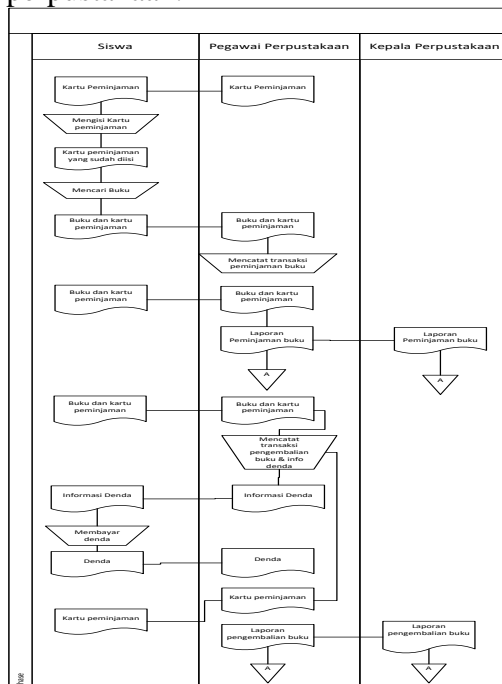 perpustakaan.
Siswa
Pegawai Perpustakaan
Kepala Perpustakaan
Kartu Peminjaman
Kartu Peminjaman
Mengisi Kartu
peminjaman
Kartu peminjaman
yang sudah diisi
Mencari Buku
Buku dan kartu
peminjaman
Buku dan kartu
peminjaman
Mencatat transaksi
peminjaman buku
Buku dan kartu
peminjaman
Buku dan kartu
peminjaman
Laporan
Peminjaman buku
Laporan
Peminjaman buku
A
A
Buku dan kartu
peminjaman
Buku dan kartu
peminjaman
Mencatat
transaksi
pengembalian
buku & info
denda
Informasi Denda
Informasi Denda
Membayar
denda
Denda
Denda
Kartu peminjaman
Kartu peminjaman
Laporan
pengembalian buku
Laporan
pengembalian buku
A
A